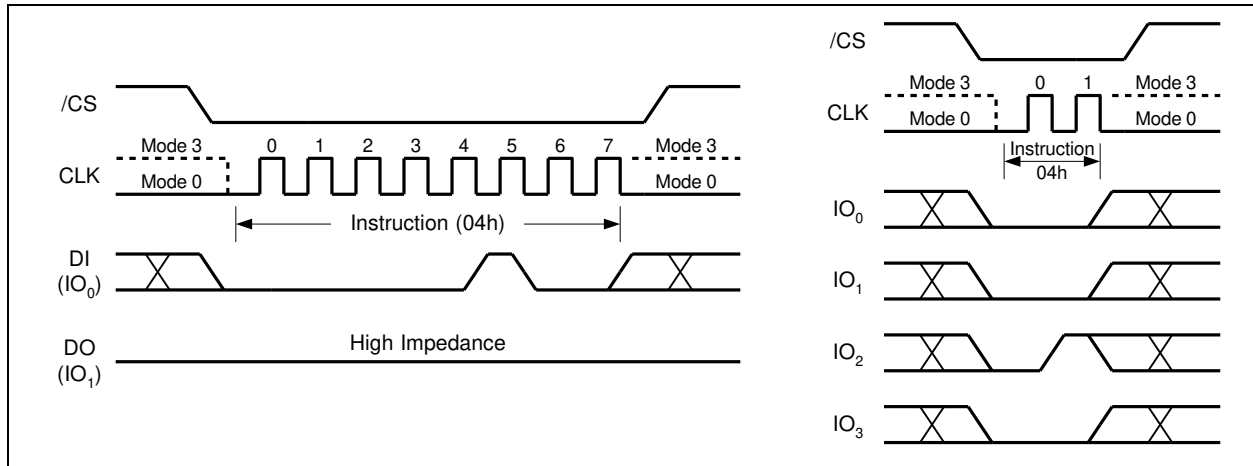 /CS
Mode 3 0 1 2 3 4 5 6 7 Mode 3
CLK
Mode 0 Mode 0
Instruction (04h)
DI
(IO0)
High Impedance
DO
(IO1)
/CS
Mode 3 0 1 Mode 3
CLK
Mode 0 Mode 0
Instruction
04h
IO0
IO1
IO2
IO3